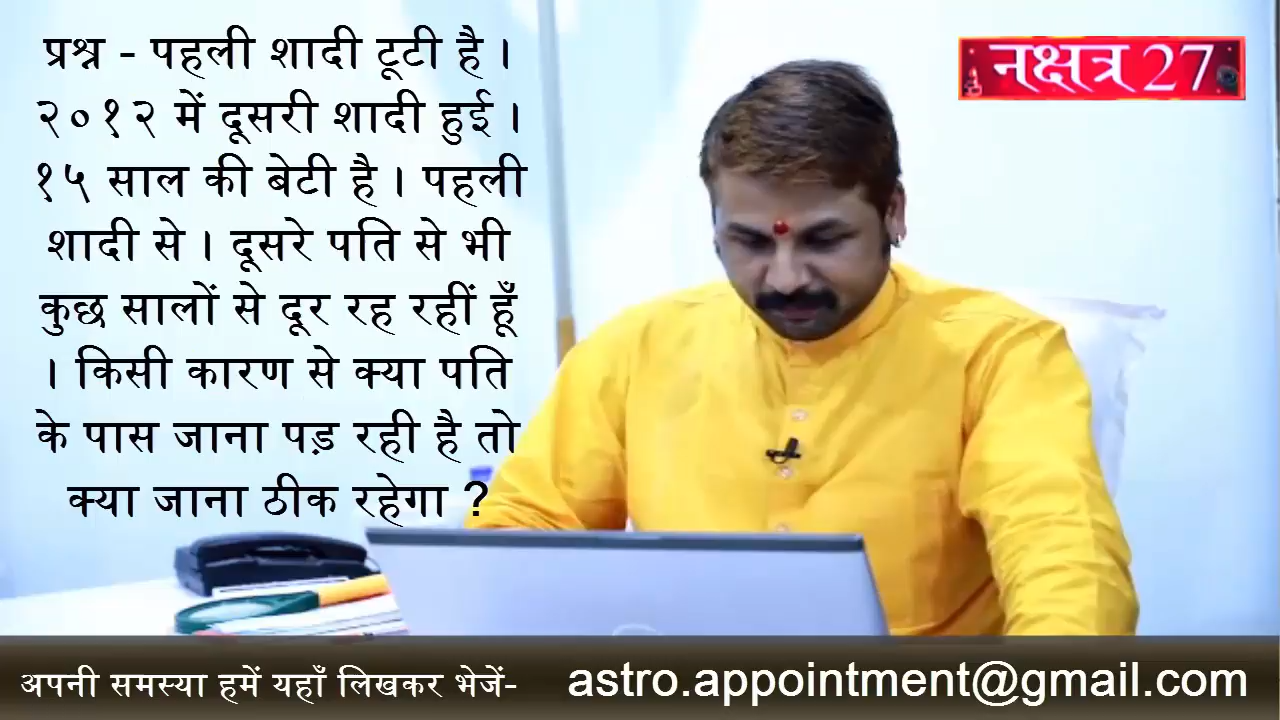 प्रश्न - पहली शादी टूटी है ।
२०१२ में दूसरी शादी हुई ।
१५ साल की बेटी है । पहली
शादी से । दूसरे पति से भी
कुछ सालों से दूर रह रहीं हूँ
। किसी कारण से क्या पति
के पास जाना पड़ रही है तो
क्या जाना ठीक रहेगा ?
नक्षत्र 27
अपनी समस्या हमें यहाँ लिखकर भेजें- astro.appointment@gmail.com